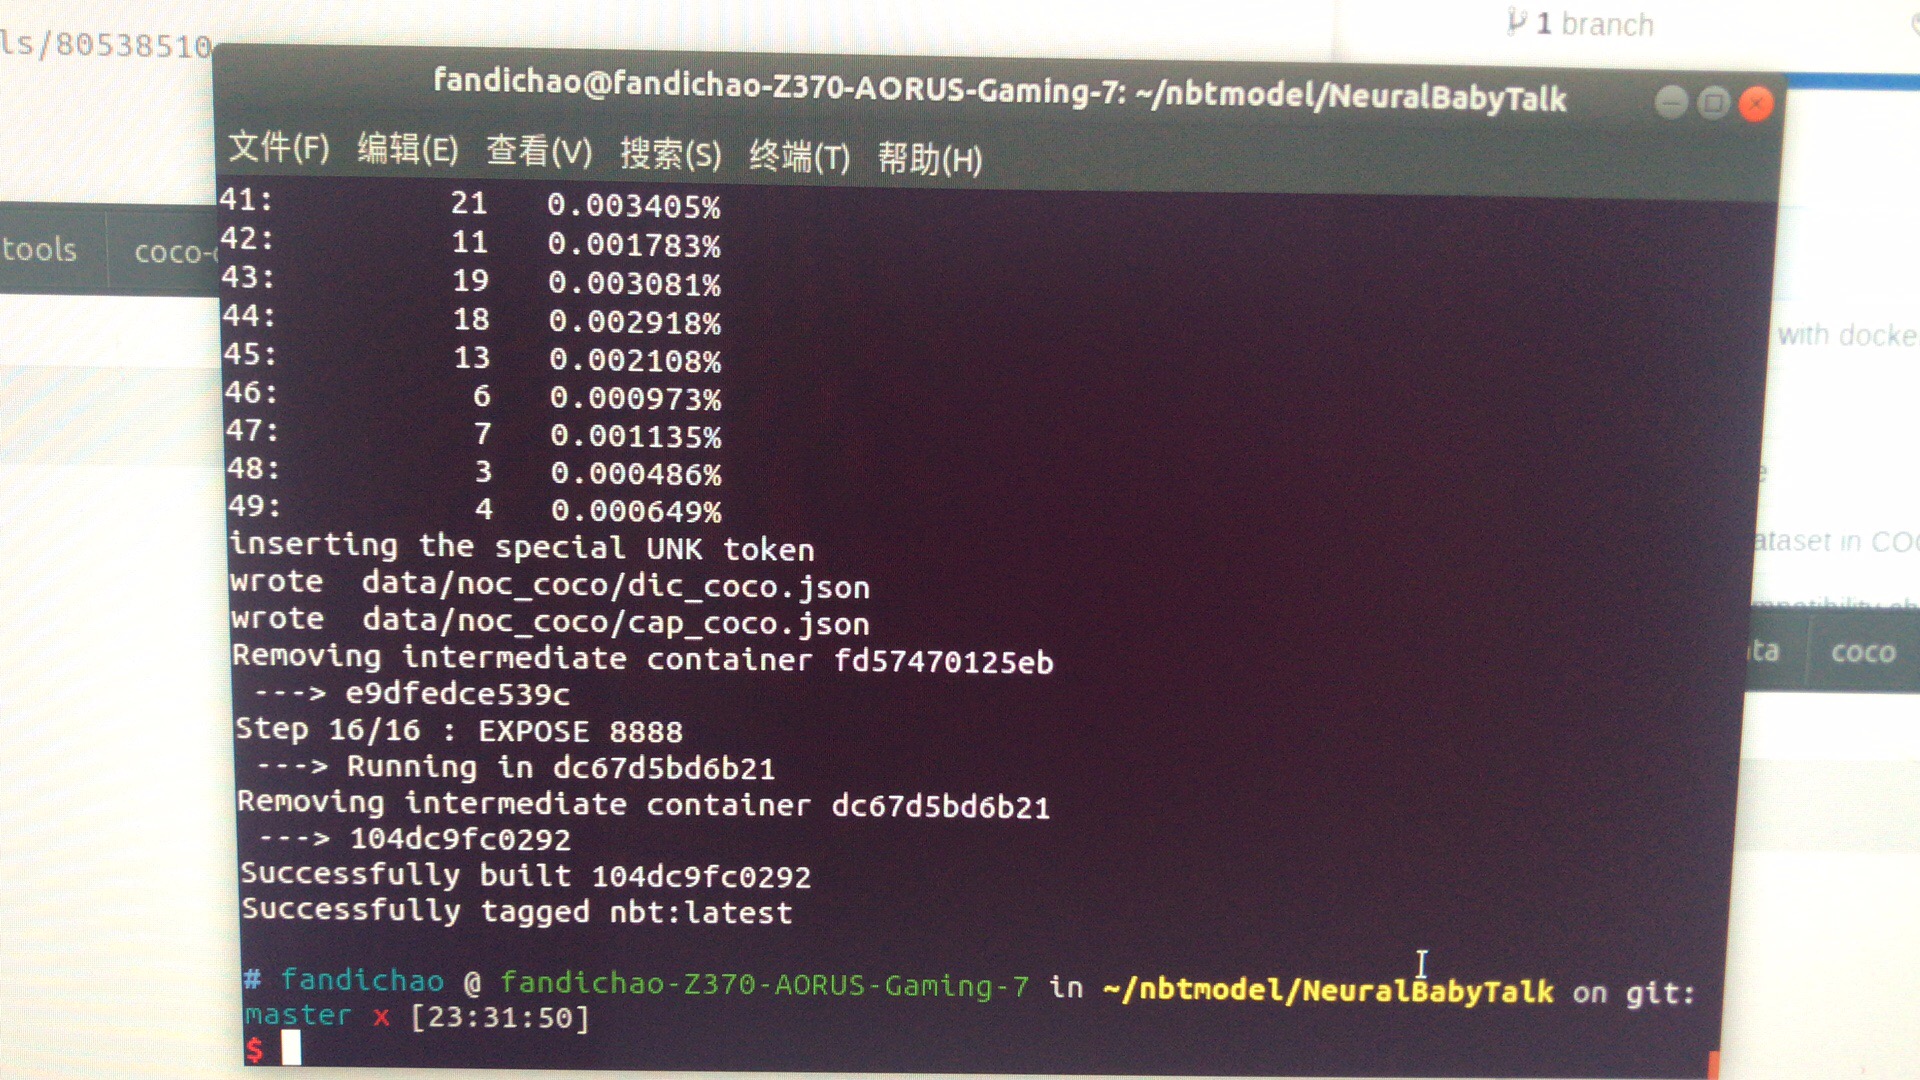 ls/80538510
1 branch
fandichao@fandichao-Z370-AORUS-Gaming-7: ~/nbtmodel/NeuralBabyTalk
文件(F) 编辑(E) 查看(V) 搜索(S) 终端(T) 帮助(H)
tools coco-
41: 21 0.003405%
42: 11 0.001783%
43: 19 0.003081%
44: 18 0.002918%
45: 13 0.002108%
46: 6 0.000973%
47: 7 0.001135%
48: 3 0.000486%
49: 4 0.000649%
inserting the special UNK token
wrote  data/noc_coco/dic_coco.json
wrote  data/noc_coco/cap_coco.json
Removing intermediate container fd57470125eb
---> e9dfedce539c
Step 16/16 : EXPOSE 8888
---> Running in dc67d5bd6b21
Removing intermediate container dc67d5bd6b21
---> 104dc9fc0292
Successfully built 104dc9fc0292
Successfully tagged nbt:latest
# fandichao @ fandichao-Z370-AORUS-Gaming-7 in ~/nbtmodel/NeuralBabyTalk on git:
master x [23:31:50]
$
with docke
ataset in COC
ta coco